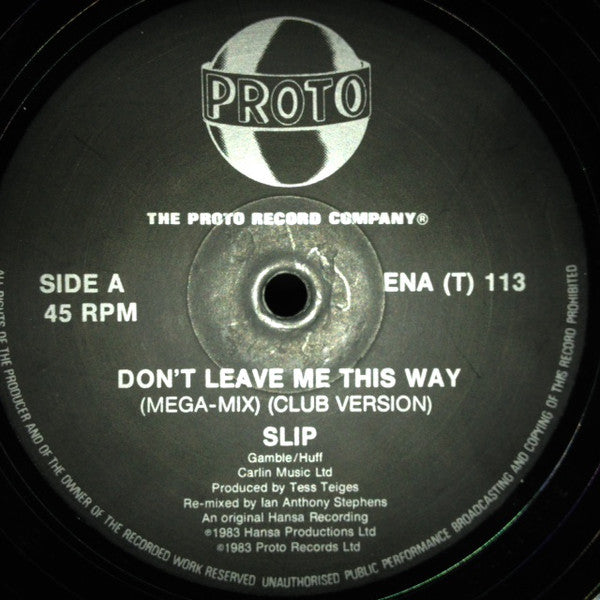 PROTO
THE PROTO RECORD COMPANY®
SIDE A
45 RPM
ENA (T) 113
DON'T LEAVE ME THIS WAY
(MEGA-MIX) (CLUB VERSION)
SLIP
Gamble/Huff
Carlin Music Ltd
Produced by Tess Teiges
Re-mixed by Ian Anthony Stephens
An original Hansa Recording
℗1983 Hansa Productions Ltd
©1983 Proto Records Ltd
ALL RIGHTS OF THE PRODUCER AND OF THE OWNER OF THE RECORDED WORK RESERVED UNAUTHORISED PUBLIC PERFORMANCE BROADCASTING AND COPYING OF THIS RECORD PROHIBITED